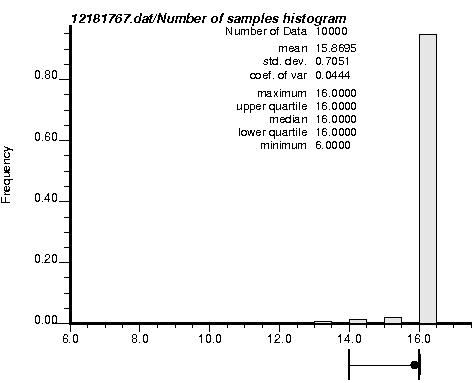 12181767.dat/Number of samples histogram
Number of Data 10000
mean 15.8695
std. dev. 0.7051
coef. of var 0.0444
maximum 16.0000
upper quartile 16.0000
median 16.0000
lower quartile 16.0000
minimum 6.0000
Frequency
0.80
0.60
0.40
0.20
0.00
6.0 8.0 10.0 12.0 14.0 16.0